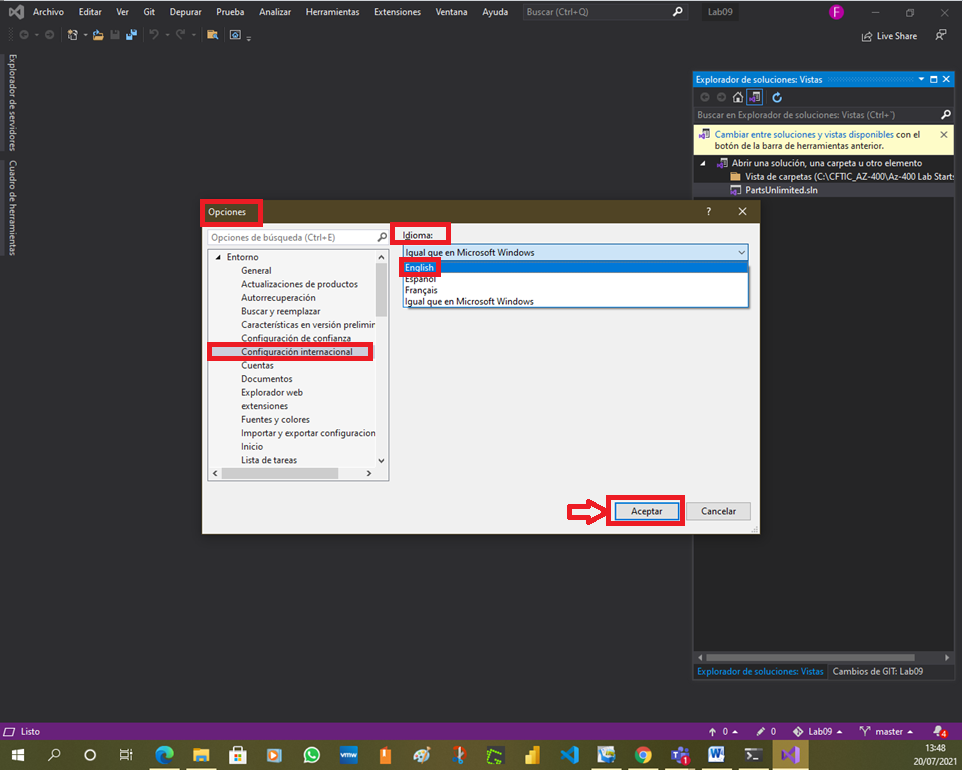 Archivo Editar Ver Git Depurar Prueba Analizar Herramientas Extensiones Ventana Ayuda Buscar (Ctrl+Q) Lab09 F
Live Share
Explorador de servidores
Cuadro de herramientas
Explorador de soluciones: Vistas
Buscar en Explorador de soluciones: Vistas (Ctrl+´)
Cambiar entre soluciones y vistas disponibles con el
botón de la barra de herramientas anterior.
Abrir una solución, una carpeta u otro elemento
Vista de carpetas (C:\CFTIC_AZ-400\Az-400 Lab Starts
PartsUnlimited.sln
Opciones
?
Opciones de búsqueda (Ctrl+E)
Entorno
General
Actualizaciones de productos
Autorrecuperación
Buscar y reemplazar
Características en versión prelimin
Configuración de confianza
Configuración internacional
Cuentas
Documentos
Explorador web
extensiones
Fuentes y colores
Importar y exportar configuracion
Inicio
Lista de tareas
Idioma:
Igual que en Microsoft Windows
English
Español
Français
Igual que en Microsoft Windows
Aceptar Cancelar
Explorador de soluciones: Vistas Cambios de GIT: Lab09
Listo 0 0 Lab09 master 4
vmw W 1
13:48
20/07/2021